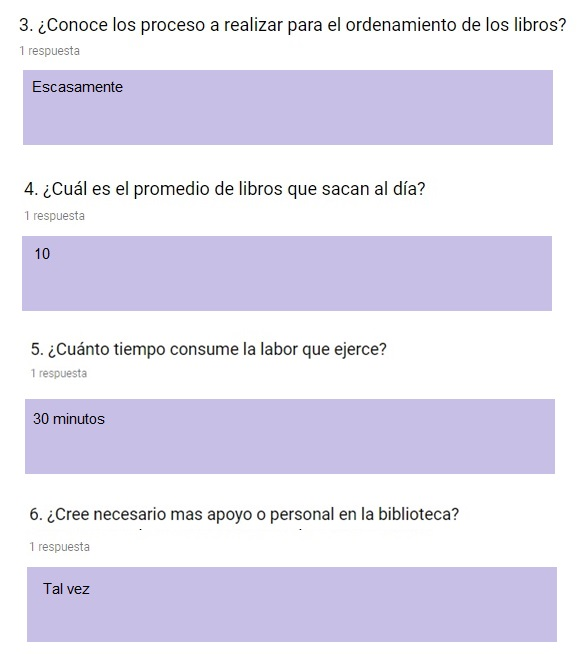 3. ¿Conoce los proceso a realizar para el ordenamiento de los libros?
1 respuesta
Escasamente
4. ¿Cuál es el promedio de libros que sacan al día?
1 respuesta
10
5. ¿Cuánto tiempo consume la labor que ejerce?
1 respuesta
30 minutos
6. ¿Cree necesario mas apoyo o personal en la biblioteca?
1 respuesta
Tal vez